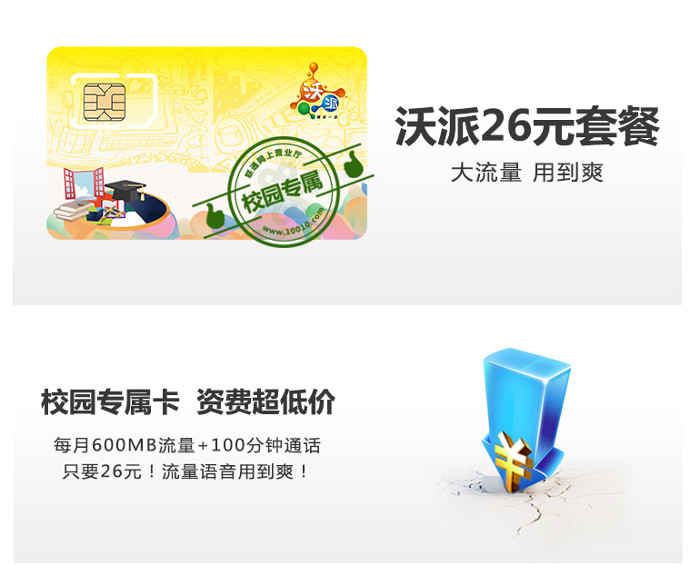 沃派
联通网上营业厅
校园专属
www.10010.com
沃派26元套餐
大流量 用到爽
校园专属卡 资费超低价
每月600MB流量+100分钟通话
只要26元！流量语音用到爽！
¥